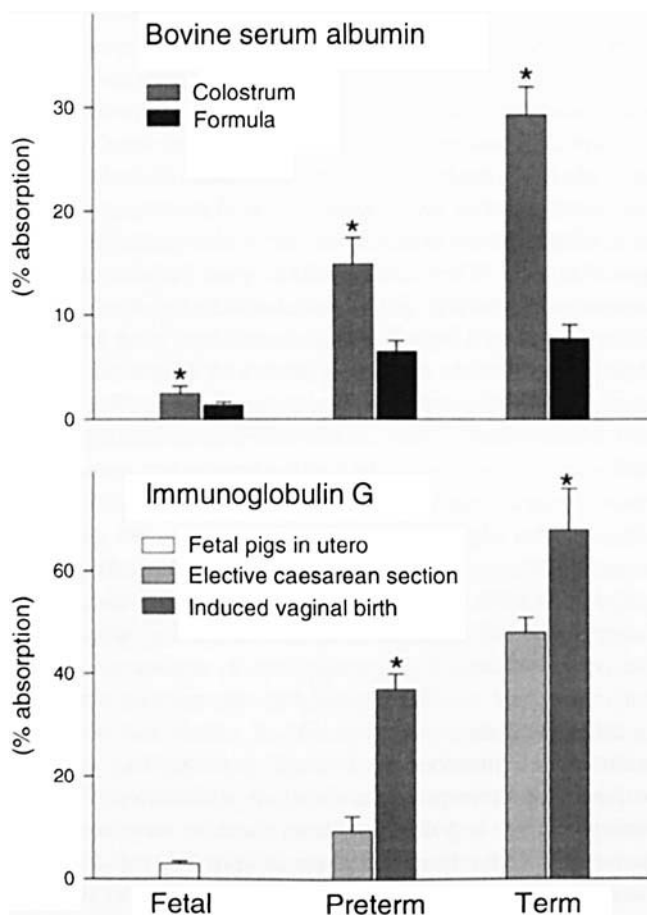 Bovine serum albumin
Colostrum
Formula
(% absorption)
30
20
10
0
* * *
Immunoglobulin G
Fetal pigs in utero
Elective caesarean section
Induced vaginal birth
(% absorption)
60
40
20
0
* *
Fetal Preterm Term